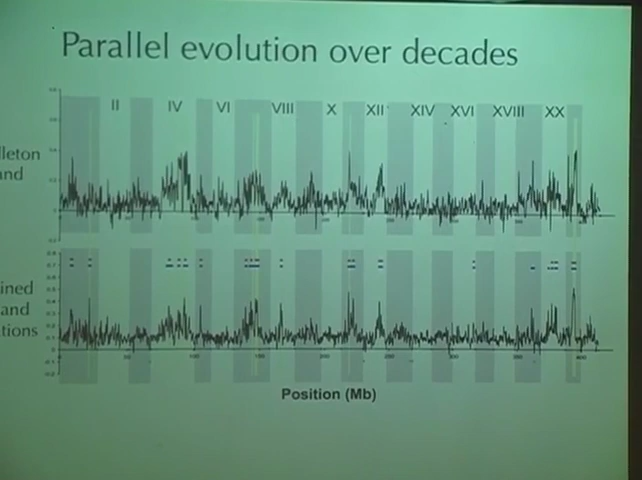 Parallel evolution over decades
II IV VI VIII X XII XIV XVI XVIII XX
lleton
and
ined
and
tions
Position (Mb)